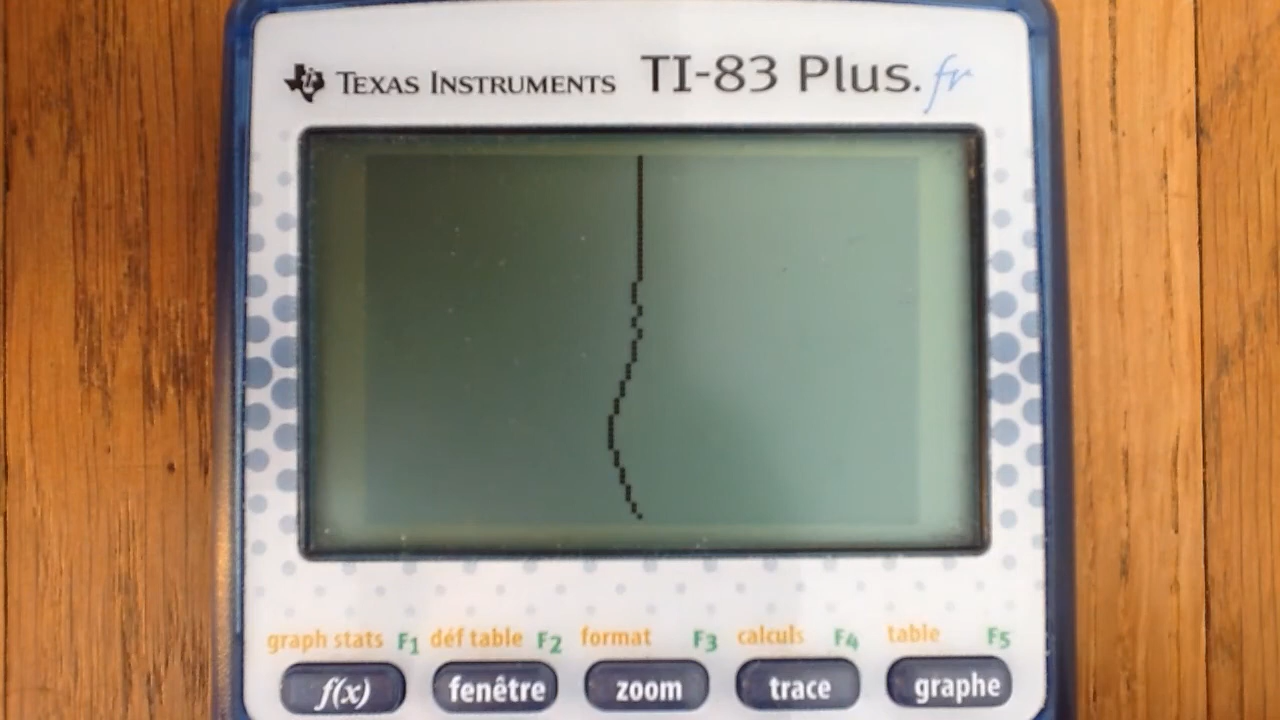 TEXAS INSTRUMENTS TI-83 Plus.fr
graph stats F1 déf table F2 format F3 calculs F4 table F5
f(x) fenêtre zoom trace graphe